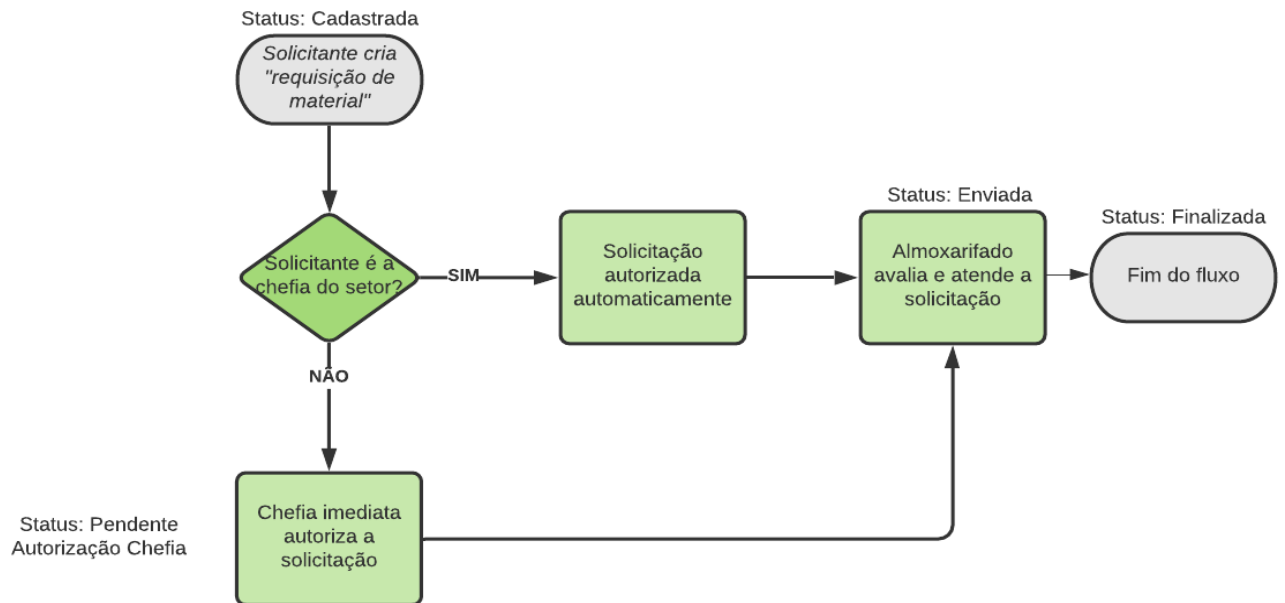 Status: Cadastrada
Solicitante cria
"requisição de
material"
Solicitante é a
chefia do setor?
SIM
Solicitação
autorizada
automaticamente
Status: Enviada
Almoxarifado
avalia e atende a
solicitação
Status: Finalizada
Fim do fluxo
NÃO
Status: Pendente
Autorização Chefia
Chefia imediata
autoriza a
solicitação